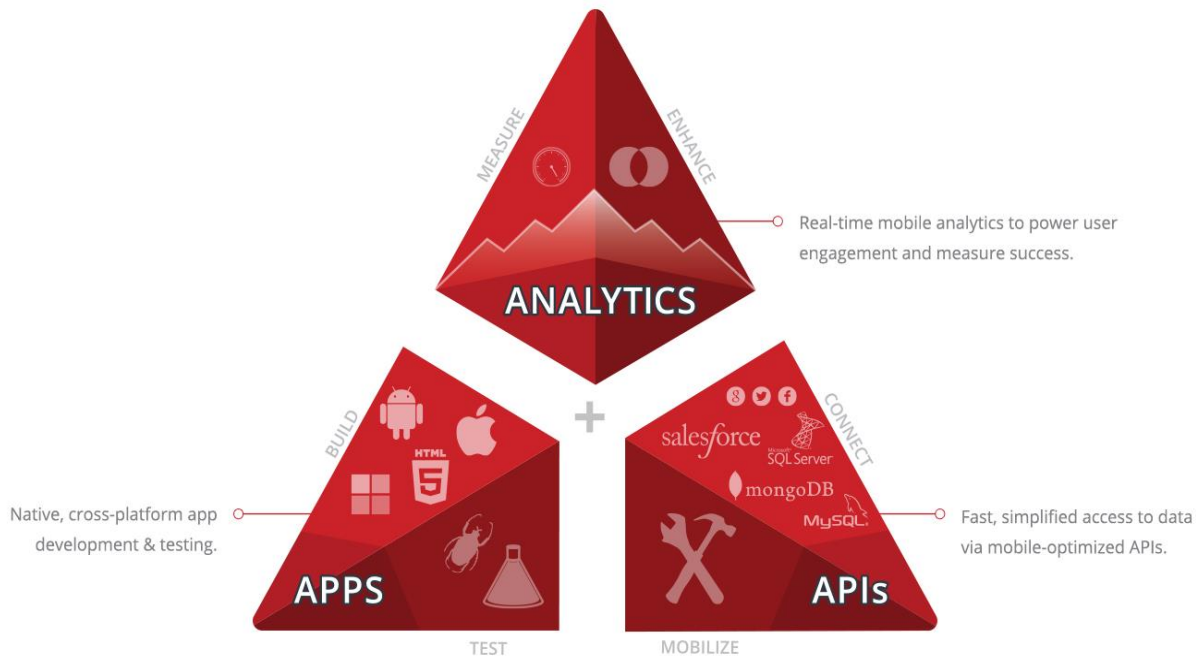 MEASURE
ENHANCE
Real-time mobile analytics to power user
engagement and measure success.
ANALYTICS
+
BUILD
HTML
5
CONNECT
g
f
salesforce
Microsoft
SQL Server
mongoDB
MySQL
Native, cross-platform app
development & testing.
Fast, simplified access to data
via mobile-optimized APIs.
APPS
APIs
TEST
MOBILIZE